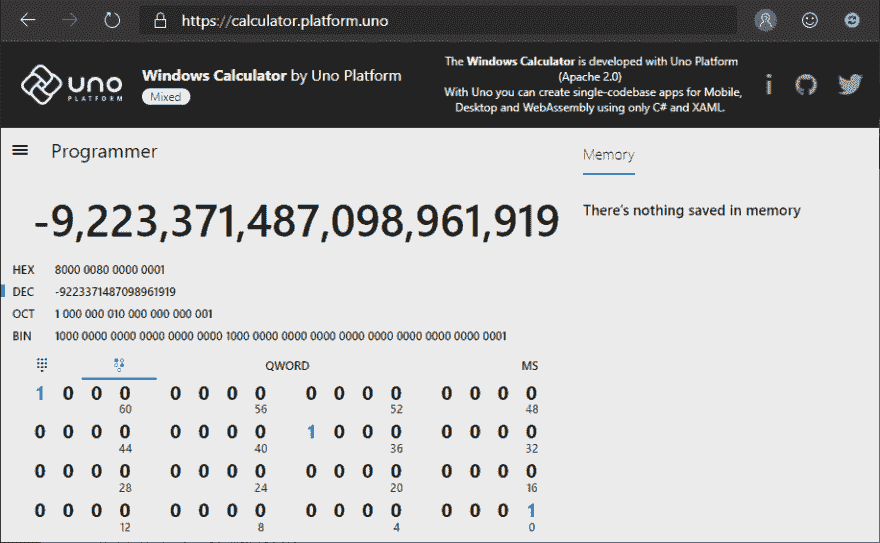 https://calculator.platform.uno
UNO
PLATFORM
Windows Calculator by Uno Platform
Mixed
The Windows Calculator is developed with Uno Platform
(Apache 2.0)
With Uno you can create single-codebase apps for Mobile,
Desktop and WebAssembly using only C# and XAML.
i
Programmer
Memory
-9,223,371,487,098,961,919
There's nothing saved in memory
HEX 8000 0080 0000 0001
DEC -9223371487098961919
OCT 1 000 000 010 000 000 000 001
BIN 1000 0000 0000 0000 0000 0000 1000 0000 0000 0000 0000 0000 0000 0000 0000 0001
QWORD MS
1 0 0 0 0 0 0 0 0 0 0 0 0 0 0 0
60 56 52 48
0 0 0 0 0 0 0 0 1 0 0 0 0 0 0 0
44 40 36 32
0 0 0 0 0 0 0 0 0 0 0 0 0 0 0 0
28 24 20 16
0 0 0 0 0 0 0 0 0 0 0 0 0 0 0 1
12 8 4 0